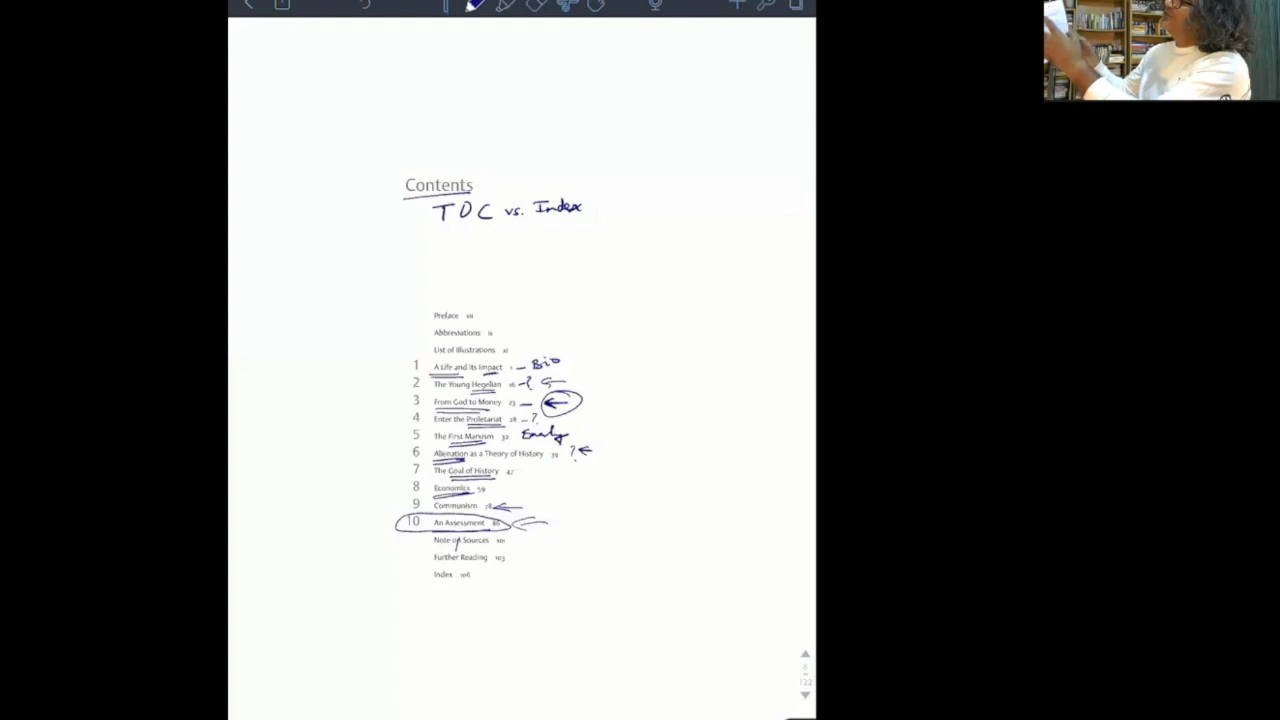 Contents
TOC vs. Index
Preface vii
Abbreviations ix
List of Illustrations xi
1 A Life and its Impact 1 – Bio
2 The Young Hegelian 16 – ? ←
3 From God to Money 23 – ←
4 Enter the Proletariat 28 – ?
5 The First Marxism 32 Early
6 Alienation as a Theory of History 39 ? ←
7 The Goal of History 47
8 Economics 59
9 Communism 78 ←
10 An Assessment 86 ←
Note on Sources 101
Further Reading 103
Index 106
6
122